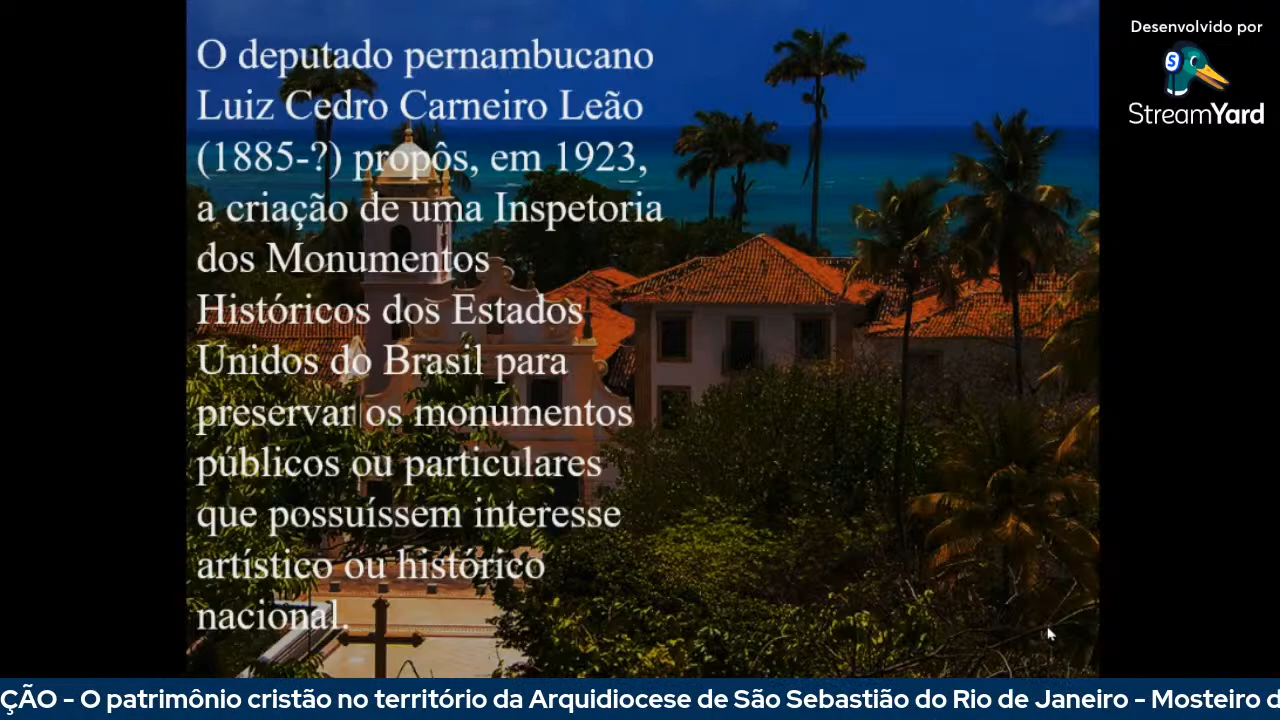 O deputado pernambucano
Luiz Cedro Carneiro Leão
(1885-?) propôs, em 1923,
a criação de uma Inspetoria
dos Monumentos
Históricos dos Estados
Unidos do Brasil para
preservar os monumentos
públicos ou particulares
que possuíssem interesse
artístico ou histórico
nacional.
Desenvolvido por
S
StreamYard
ÇÃO - O patrimônio cristão no território da Arquidiocese de São Sebastião do Rio de Janeiro - Mosteiro d